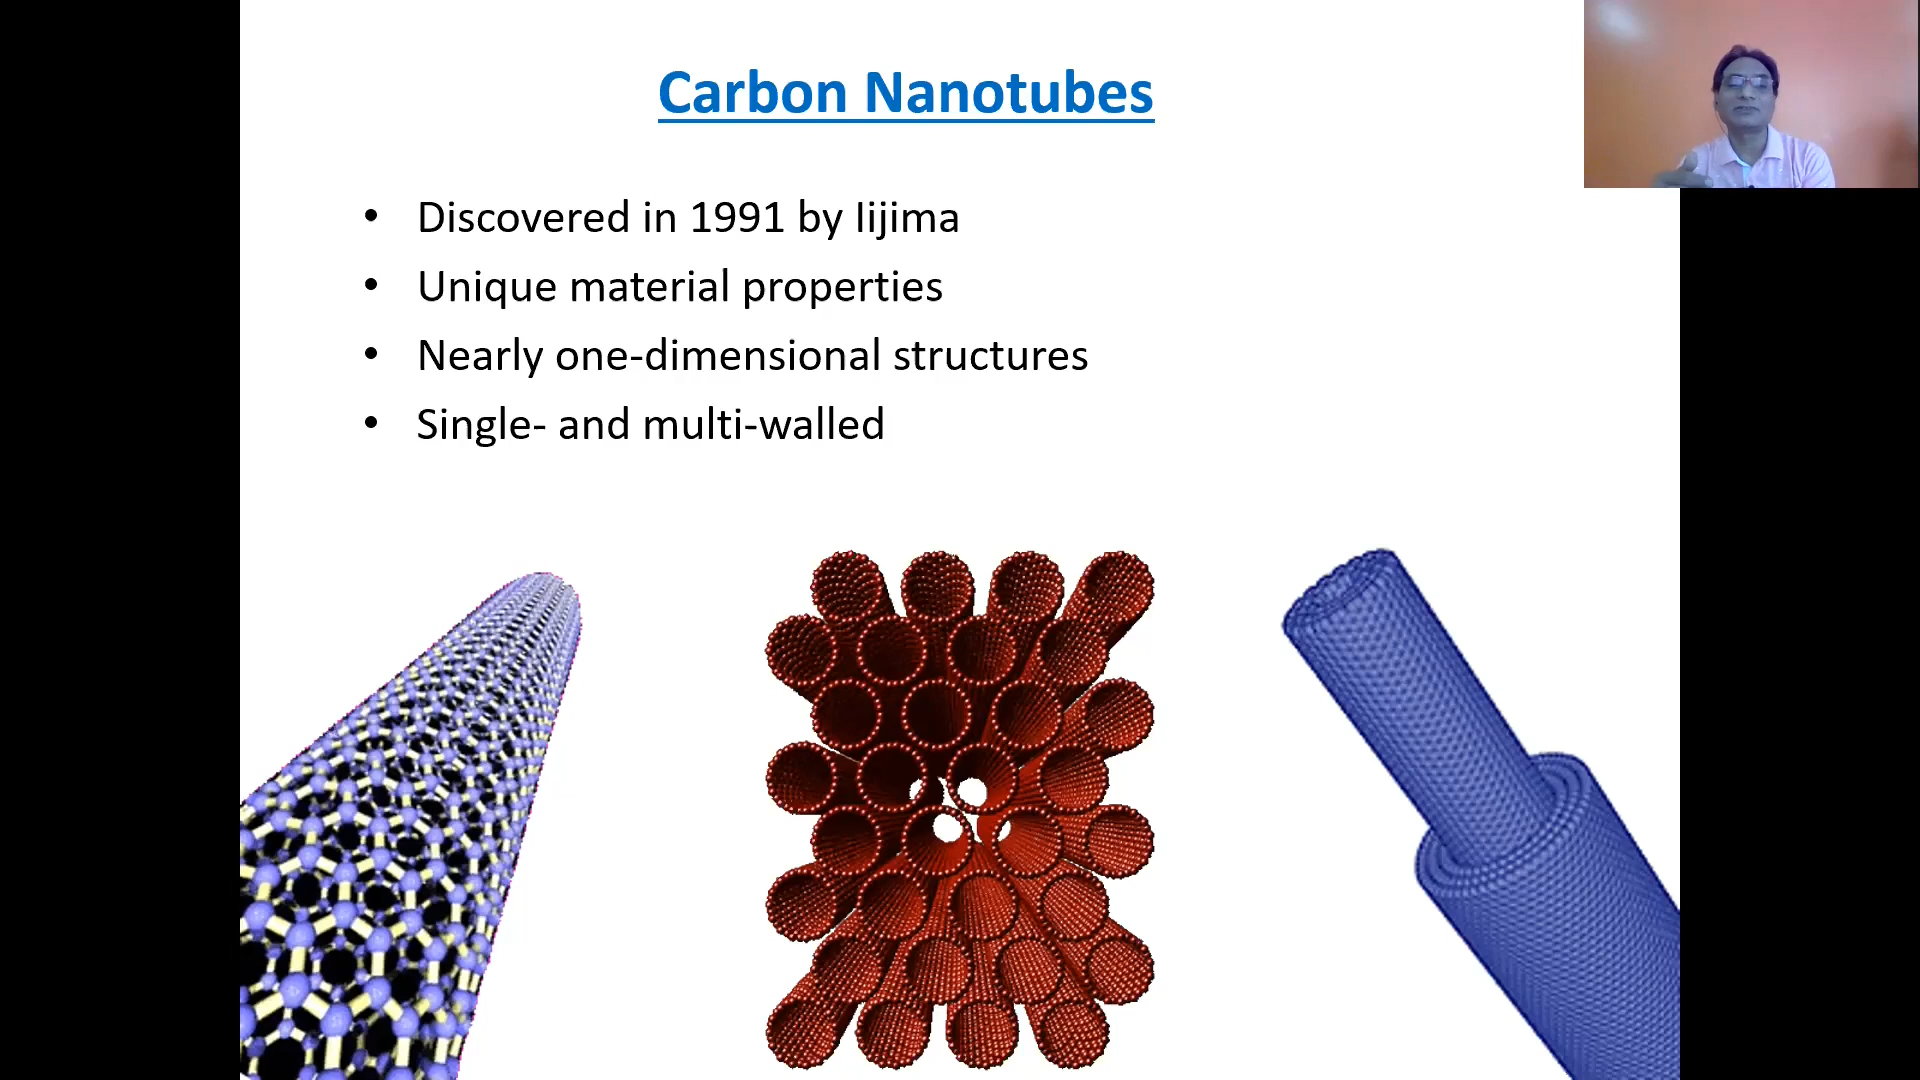 Carbon Nanotubes
• Discovered in 1991 by Iijima
• Unique material properties
• Nearly one-dimensional structures
• Single- and multi-walled